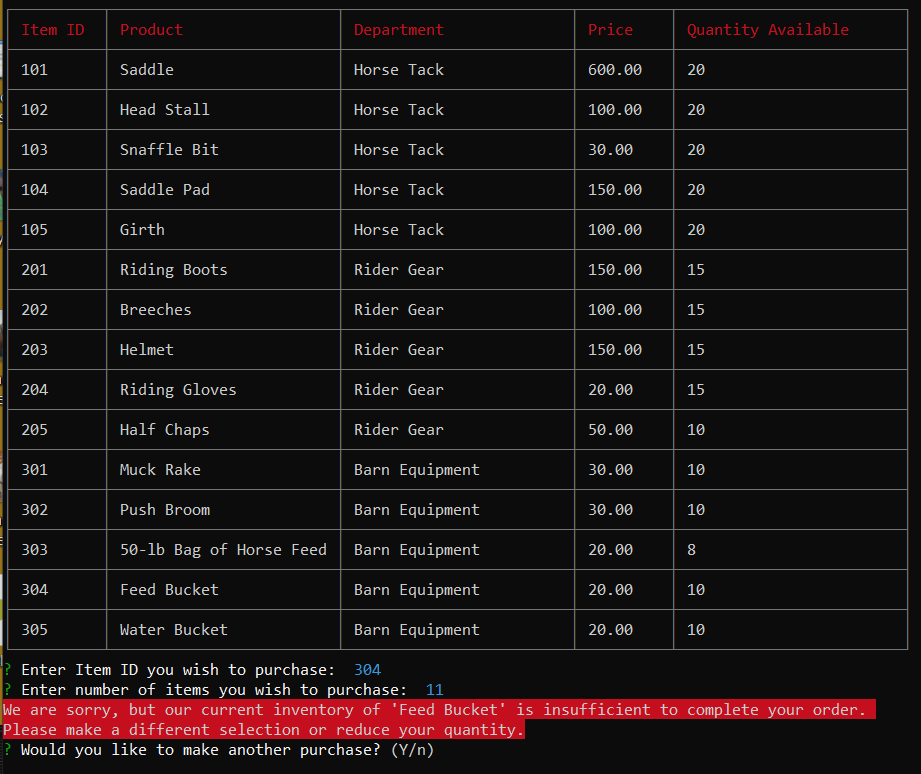 Item ID Product Department Price Quantity Available
101 Saddle Horse Tack 600.00 20
102 Head Stall Horse Tack 100.00 20
103 Snaffle Bit Horse Tack 30.00 20
104 Saddle Pad Horse Tack 150.00 20
105 Girth Horse Tack 100.00 20
201 Riding Boots Rider Gear 150.00 15
202 Breeches Rider Gear 100.00 15
203 Helmet Rider Gear 150.00 15
204 Riding Gloves Rider Gear 20.00 15
205 Half Chaps Rider Gear 50.00 10
301 Muck Rake Barn Equipment 30.00 10
302 Push Broom Barn Equipment 30.00 10
303 50-lb Bag of Horse Feed Barn Equipment 20.00 8
304 Feed Bucket Barn Equipment 20.00 10
305 Water Bucket Barn Equipment 20.00 10
? Enter Item ID you wish to purchase: 304
? Enter number of items you wish to purchase: 11
We are sorry, but our current inventory of 'Feed Bucket' is insufficient to complete your order.
Please make a different selection or reduce your quantity.
? Would you like to make another purchase? (Y/n)